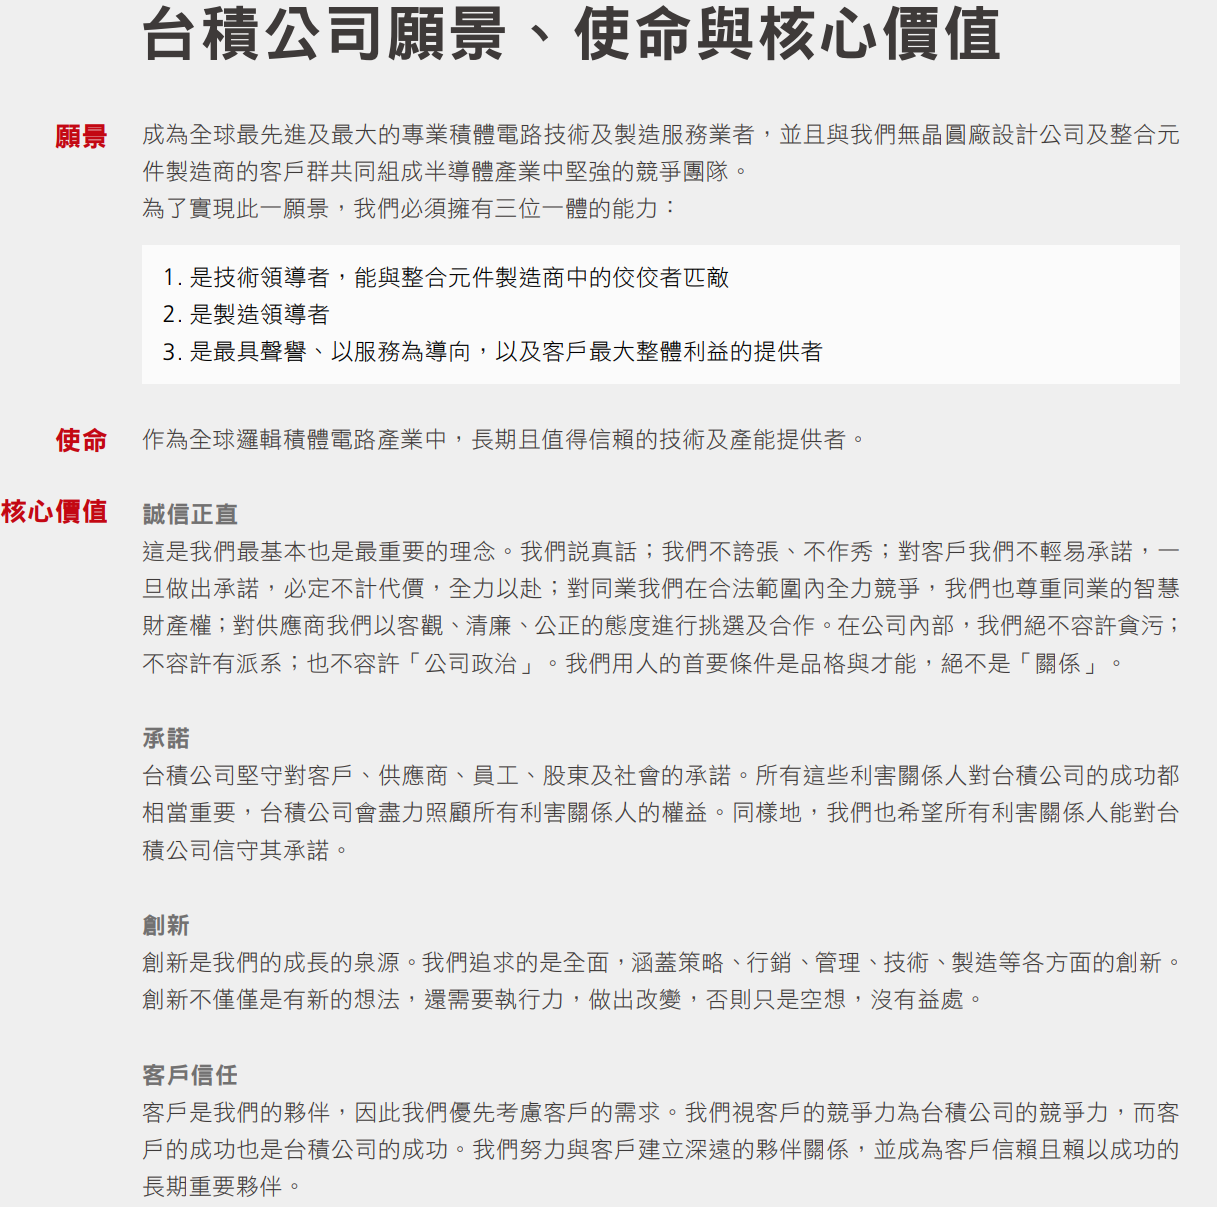 台積公司願景、使命與核心價值
願景
成為全球最先進及最大的專業積體電路技術及製造服務業者，並且與我們無晶圓廠設計公司及整合元
件製造商的客戶群共同組成半導體產業中堅強的競爭團隊。
為了實現此一願景，我們必須擁有三位一體的能力：
1. 是技術領導者，能與整合元件製造商中的佼佼者匹敵
2. 是製造領導者
3. 是最具聲譽、以服務為導向，以及客戶最大整體利益的提供者
使命
作為全球邏輯積體電路產業中，長期且值得信賴的技術及產能提供者。
核心價值
誠信正直
這是我們最基本也是最重要的理念。我們說真話；我們不誇張、不作秀；對客戶我們不輕易承諾，一
旦做出承諾，必定不計代價，全力以赴；對同業我們在合法範圍內全力競爭，我們也尊重同業的智慧
財產權；對供應商我們以客觀、清廉、公正的態度進行挑選及合作。在公司內部，我們絕不容許貪污；
不容許有派系；也不容許「公司政治」。我們用人的首要條件是品格與才能，絕不是「關係」。
承諾
台積公司堅守對客戶、供應商、員工、股東及社會的承諾。所有這些利害關係人對台積公司的成功都
相當重要，台積公司會盡力照顧所有利害關係人的權益。同樣地，我們也希望所有利害關係人能對台
積公司信守其承諾。
創新
創新是我們的成長的泉源。我們追求的是全面，涵蓋策略、行銷、管理、技術、製造等各方面的創新。
創新不僅僅是有新的想法，還需要執行力，做出改變，否則只是空想，沒有益處。
客戶信任
客戶是我們的夥伴，因此我們優先考慮客戶的需求。我們視客戶的競爭力為台積公司的競爭力，而客
戶的成功也是台積公司的成功。我們努力與客戶建立深遠的夥伴關係，並成為客戶信賴且賴以成功的
長期重要夥伴。